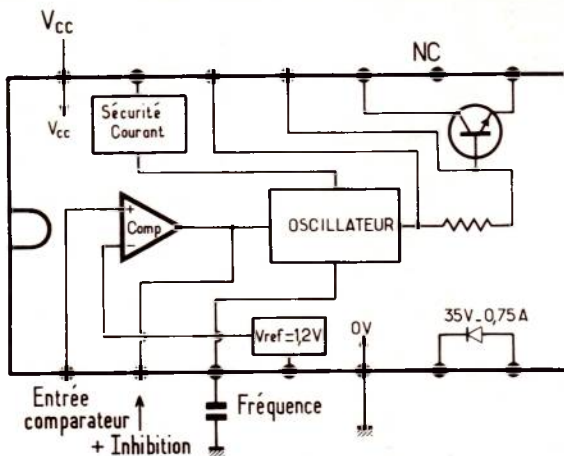 Vcc
NC
Vcc
Sécurité
Courant
+
Comp
−
OSCILLATEUR
Vref=1,2V
0V
35V_0,75A
Entrée
comparateur
+ Inhibition
Fréquence